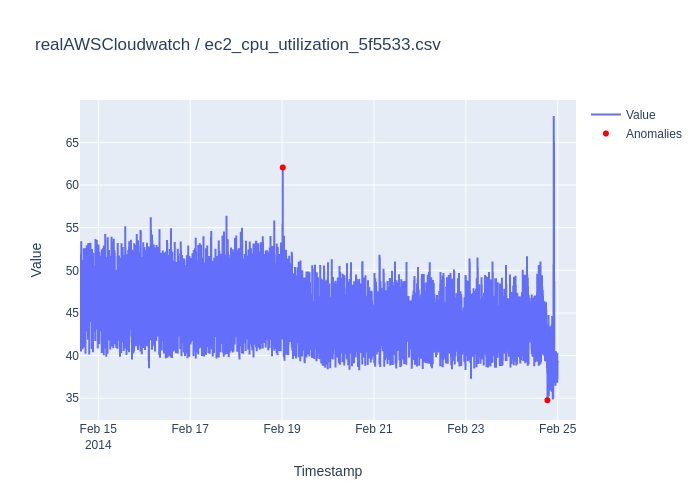 realAWSCloudwatch / ec2_cpu_utilization_5f5533.csv
Value
Anomalies
65
60
55
50
45
40
35
Value
Feb 15
2014
Feb 17
Feb 19
Feb 21
Feb 23
Feb 25
Timestamp